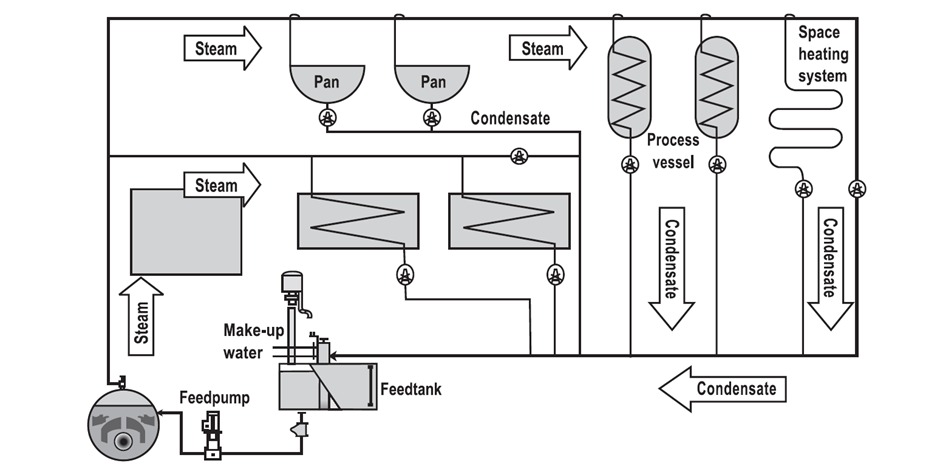 Steam
Steam
Space
heating
system
Pan
Pan
Condensate
Process
vessel
Steam
Condensate
Condensate
Steam
Make-up
water
Feedtank
Condensate
Feedpump